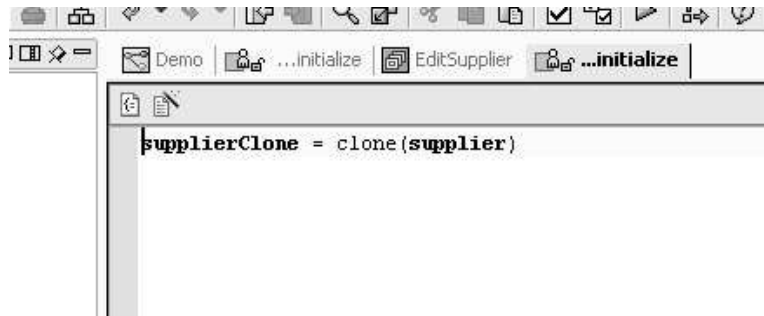 Demo ...initialize EditSupplier ...initialize
supplierClone = clone(supplier)